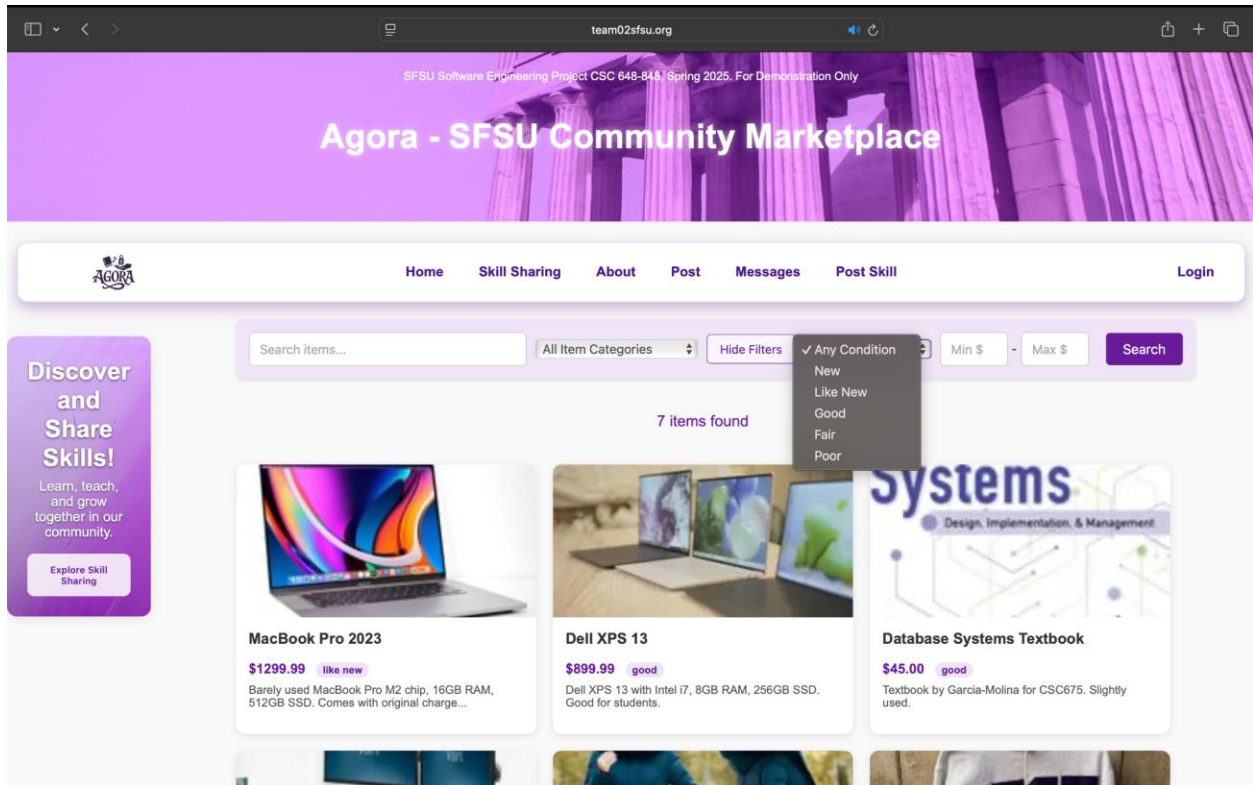 team02sfsu.org
SFSU Software Engineering Project CSC 648-848, Spring 2025. For Demonstration Only
Agora - SFSU Community Marketplace
AGORA
Home
Skill Sharing
About
Post
Messages
Post Skill
Login
Discover
and
Share
Skills!
Learn, teach,
and grow
together in our
community.
Explore Skill
Sharing
Search items...
All Item Categories
Hide Filters
✓ Any Condition
New
Like New
Good
Fair
Poor
Min $
-
Max $
Search
7 items found
MacBook Pro 2023
$1299.99 like new
Barely used MacBook Pro M2 chip, 16GB RAM,
512GB SSD. Comes with original charge...
Dell XPS 13
$899.99 good
Dell XPS 13 with Intel i7, 8GB RAM, 256GB SSD.
Good for students.
Systems
Design, Implementation, & Management
Database Systems Textbook
$45.00 good
Textbook by Garcia-Molina for CSC675. Slightly
used.